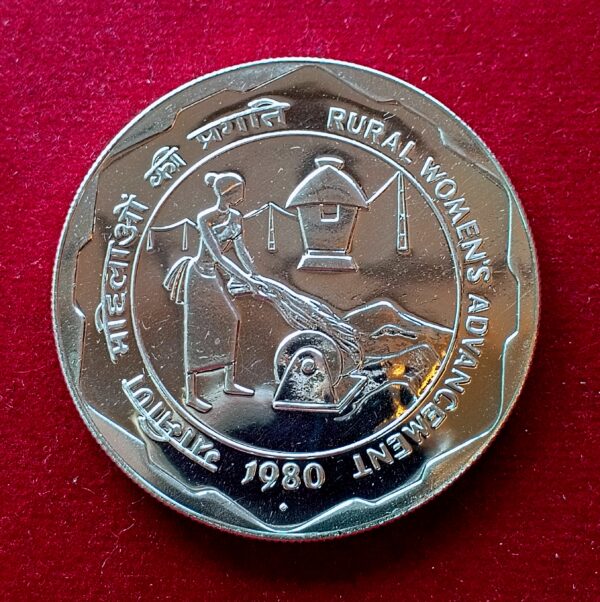 ग्रामीण महिलाओं की प्रगति
RURAL WOMEN'S ADVANCEMENT
1980